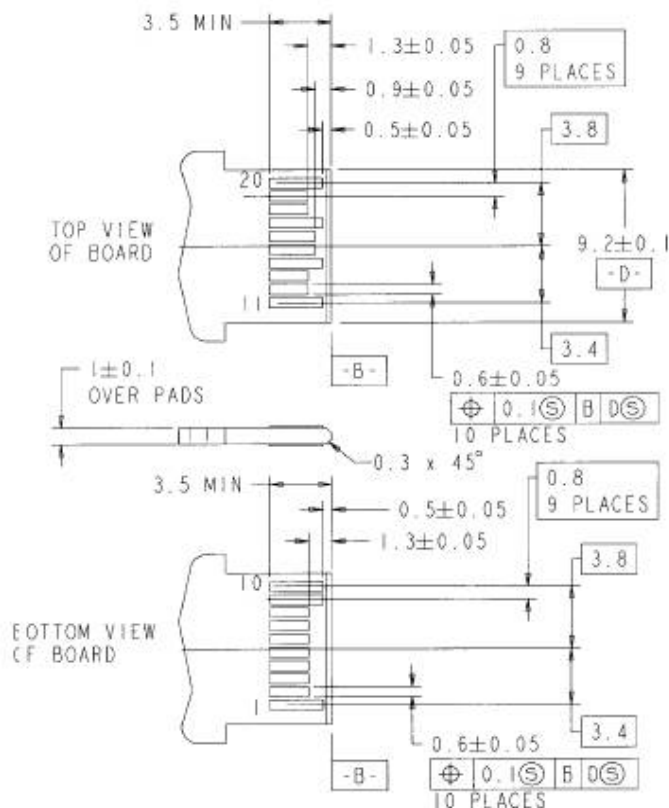 3.5 MIN
1.3±0.05
0.8
9 PLACES
0.9±0.05
3.8
0.5±0.05
20
TOP VIEW
OF BOARD
9.2±0.1
-D-
11
3.4
-B-
1±0.1
OVER PADS
0.6±0.05
⌖ 0.1Ⓢ B DⓈ
10 PLACES
0.3 x 45°
3.5 MIN
0.8
9 PLACES
0.5±0.05
1.3±0.05
3.8
10
BOTTOM VIEW
OF BOARD
1
3.4
0.6±0.05
-B-
⌖ 0.1Ⓢ B DⓈ
10 PLACES